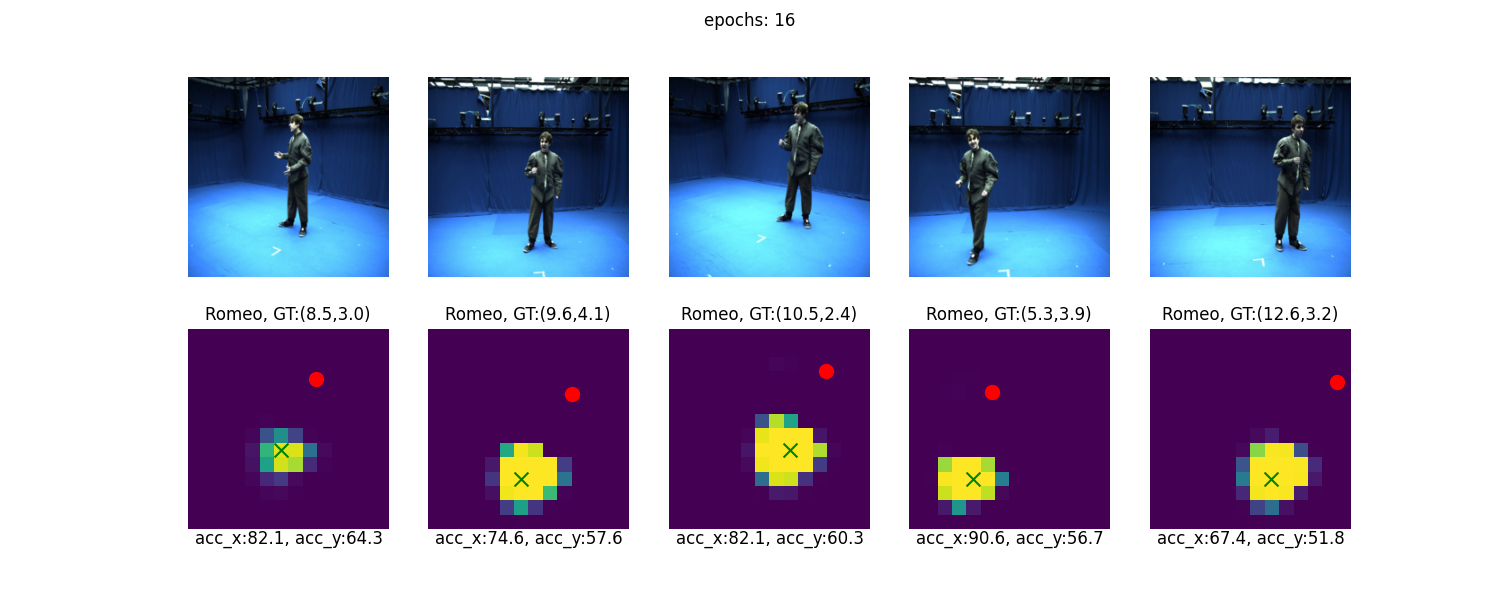 epochs: 16
Romeo, GT:(8.5,3.0)
Romeo, GT:(9.6,4.1)
Romeo, GT:(10.5,2.4)
Romeo, GT:(5.3,3.9)
Romeo, GT:(12.6,3.2)
acc_x:82.1, acc_y:64.3
acc_x:74.6, acc_y:57.6
acc_x:82.1, acc_y:60.3
acc_x:90.6, acc_y:56.7
acc_x:67.4, acc_y:51.8